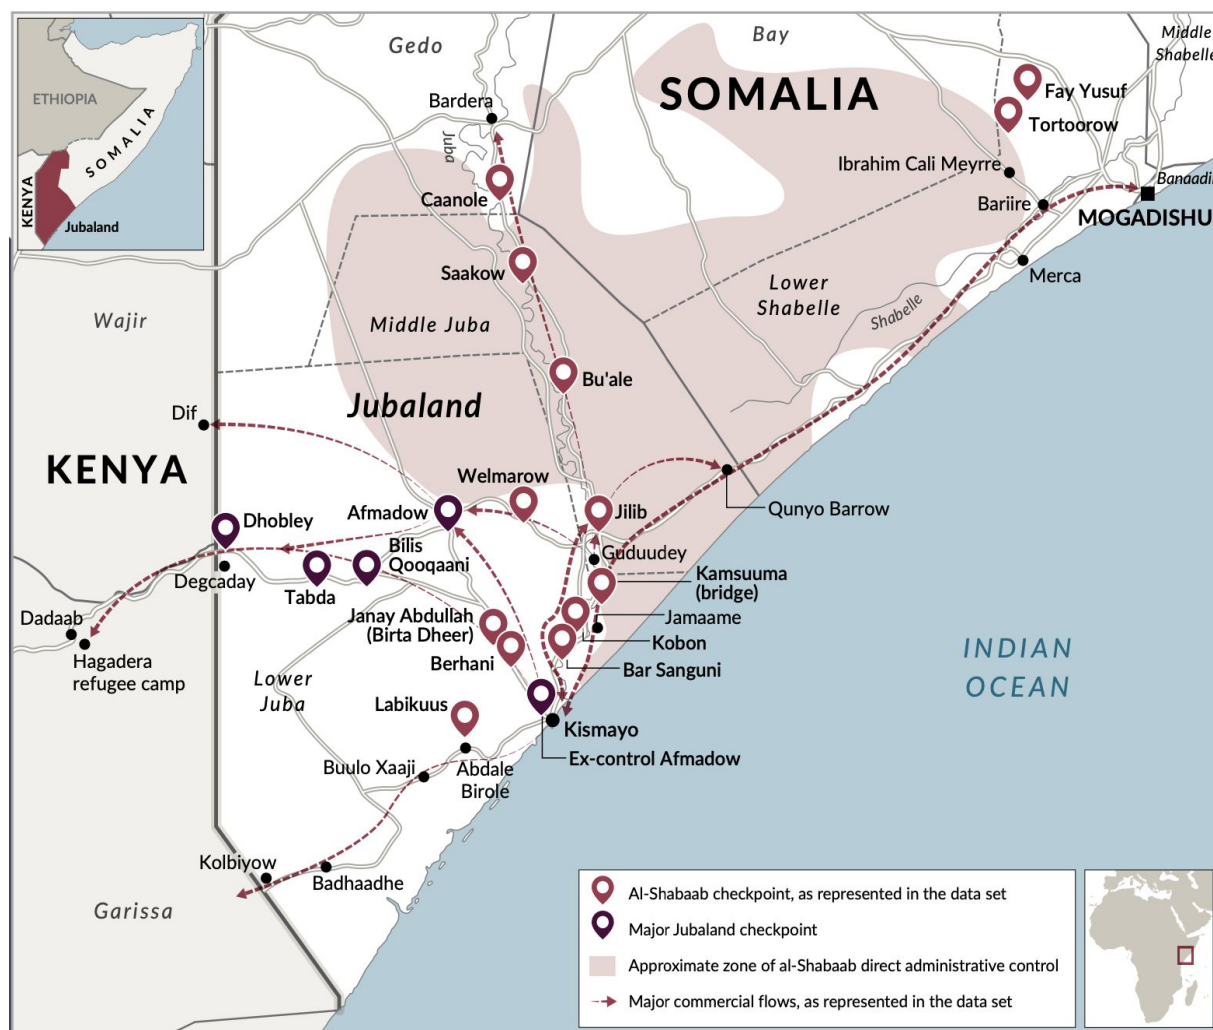 Gedo
Bay
Middle
Shabelle
ETHIOPIA
SOMALIA
KENYA
Jubaland
SOMALIA
Bardera
Juba
Fay Yusuf
Tortoorow
Ibrahim Cali Meyrre
Banaadir
Caanole
Bariire
MOGADISHU
Saakow
Merca
Lower
Shabelle
Shabelle
Wajir
Middle Juba
Bu'ale
Jubaland
Dif
KENYA
Welmarow
Qunyo Barrow
Dhobley
Afmadow
Jilib
Bilis
Qooqaani
Guduudey
Degcaday
Tabda
Kamsuuma
(bridge)
Janay Abdullah
(Birta Dheer)
Jamaame
Dadaab
Kobon
Berhani
Bar Sanguni
Hagadera
refugee camp
INDIAN
OCEAN
Lower
Juba
Labikuus
Kismayo
Ex-control Afmadow
Buulo Xaaji
Abdale
Birole
Kolbiyow
Badhaadhe
Garissa
Al-Shabaab checkpoint, as represented in the data set
Major Jubaland checkpoint
Approximate zone of al-Shabaab direct administrative control
Major commercial flows, as represented in the data set